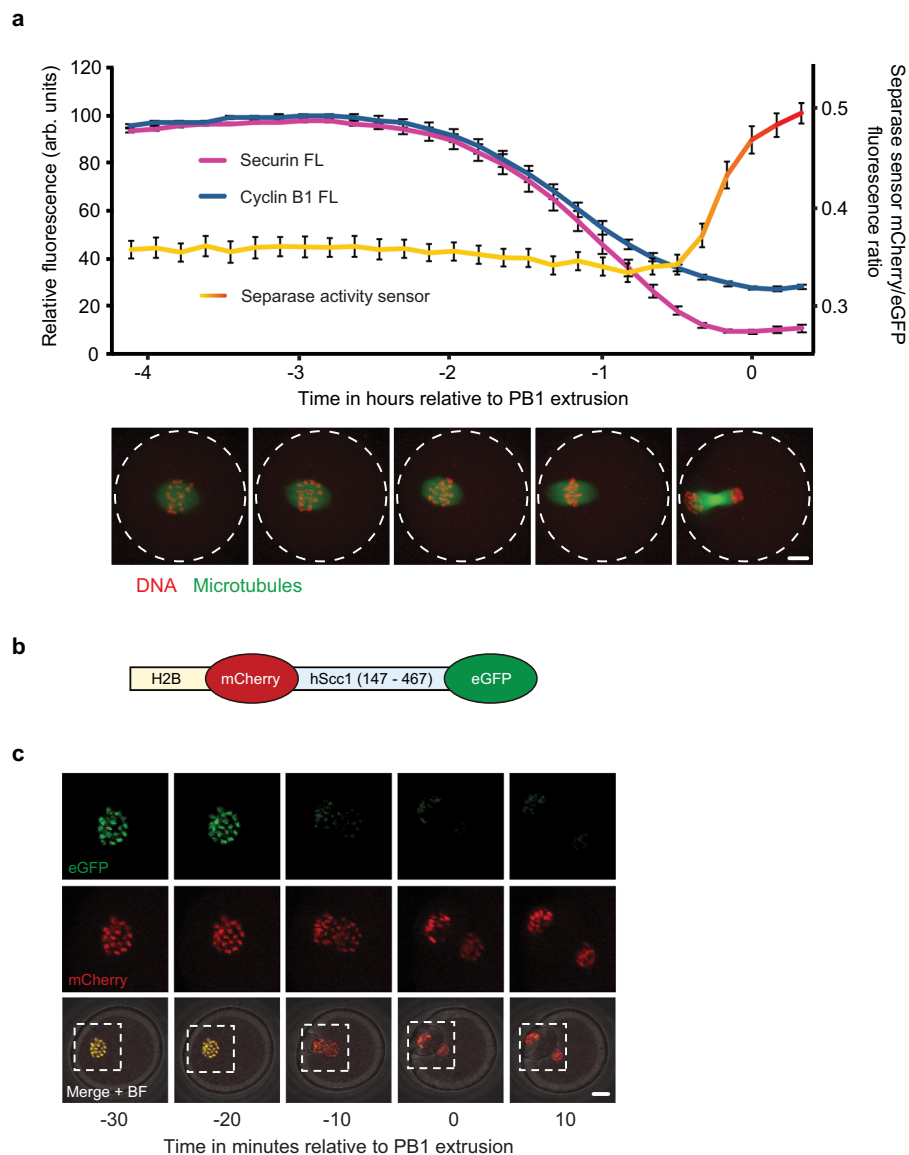 a
Relative fluorescence (arb. units)
120
100
80
60
40
20
0
Securin FL
Cyclin B1 FL
Separase activity sensor
0.5
0.4
0.3
Separase sensor mCherry/eGFP
fluorescence ratio
-4
-3
-2
-1
0
Time in hours relative to PB1 extrusion
DNA Microtubules
b
H2B
mCherry
hScc1 (147 - 467)
eGFP
c
eGFP
mCherry
Merge + BF
-30
-20
-10
0
10
Time in minutes relative to PB1 extrusion